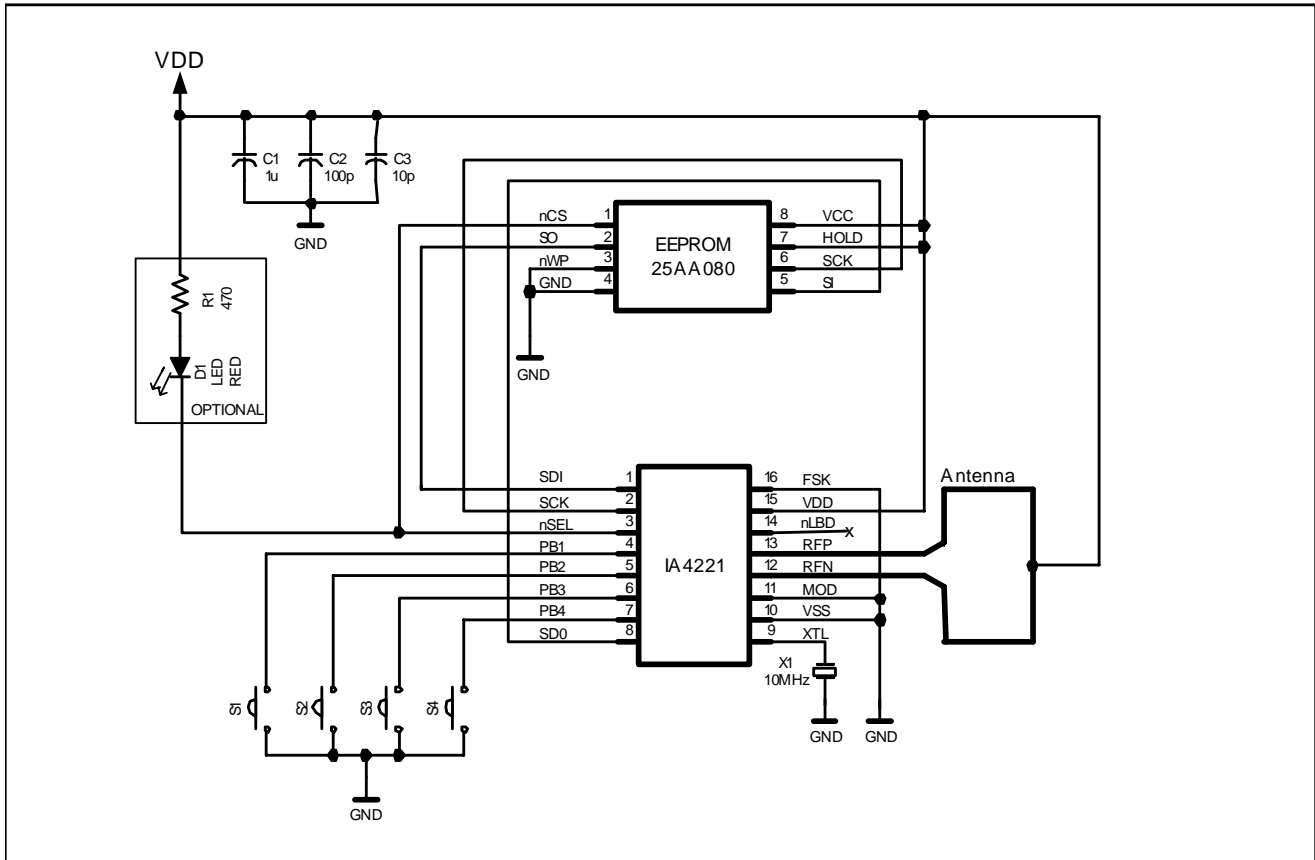 VDD
C1
1u
C2
100p
C3
10p
GND
R1
470
D1
LED
RED
OPTIONAL
nCS
SO
nWP
GND
1
2
3
4
EEPROM
25AA080
8
7
6
5
VCC
HOLD
SCK
SI
GND
SDI
SCK
nSEL
PB1
PB2
PB3
PB4
SD0
1
2
3
4
5
6
7
8
IA4221
16
15
14
13
12
11
10
9
FSK
VDD
nLBD
x
RFP
RFN
MOD
VSS
XTL
Antenna
X1
10MHz
GND
GND
S1
S2
S3
S4
GND